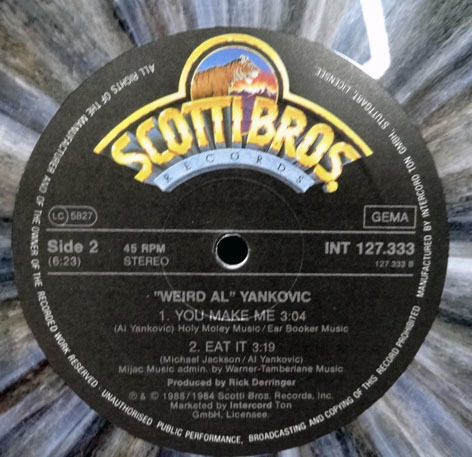 SCOTTI BROS.
RECORDS
LC 5827
GEMA
Side 2
45 RPM
INT 127.333
(6:23)
STEREO
127.333 B
"WEIRD AL" YANKOVIC
1. YOU MAKE ME 3:04
(Al Yankovic) Holy Moley Music/Ear Booker Music
2. EAT IT 3:19
(Michael Jackson/Al Yankovic)
Mijac Music admin. by Warner-Tamberlane Music
Produced by Rick Derringer
℗ & © 1988/1984 Scotti Bros. Records, Inc.
Marketed by Intercord Ton
GmbH, Licensee.
ALL RIGHTS OF THE MANUFACTURER AND OF THE OWNER OF THE RECORDED WORK RESERVED · UNAUTHORISED PUBLIC PERFORMANCE, BROADCASTING AND COPYING OF THIS RECORD PROHIBITED
MANUFACTURED BY INTERCORD TON GMBH, STUTTGART, LICENSEE.